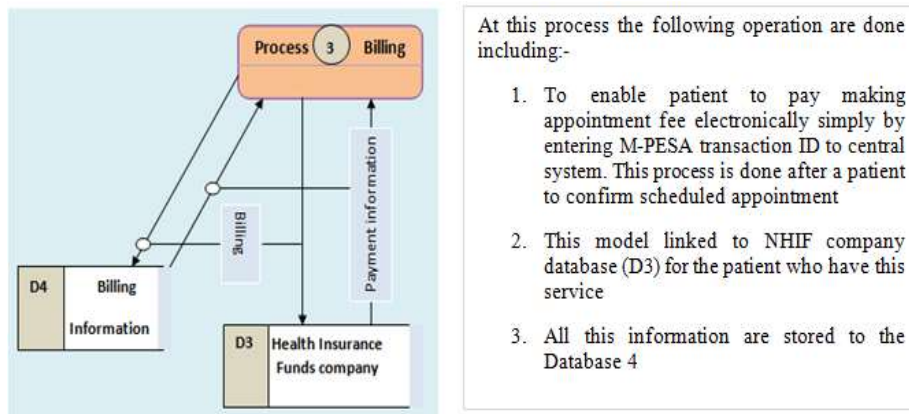 Process 3 Billing
Billing
Payment information
D4 Billing
Information
D3 Health Insurance
Funds company
At this process the following operation are done
including:-
1. To enable patient to pay making
appointment fee electronically simply by
entering M-PESA transaction ID to central
system. This process is done after a patient
to confirm scheduled appointment
2. This model linked to NHIF company
database (D3) for the patient who have this
service
3. All this information are stored to the
Database 4